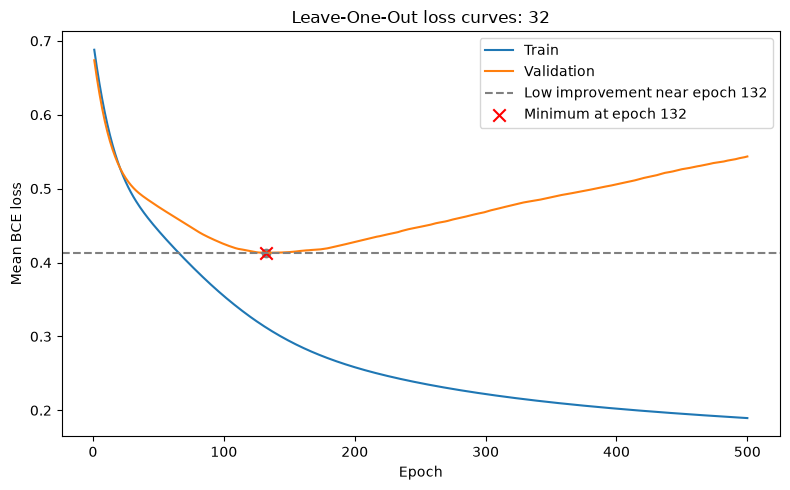 Leave-One-Out loss curves: 32
0.7
0.6
0.5
0.4
0.3
0.2
Mean BCE loss
Train
Validation
Low improvement near epoch 132
Minimum at epoch 132
0 100 200 300 400 500
Epoch